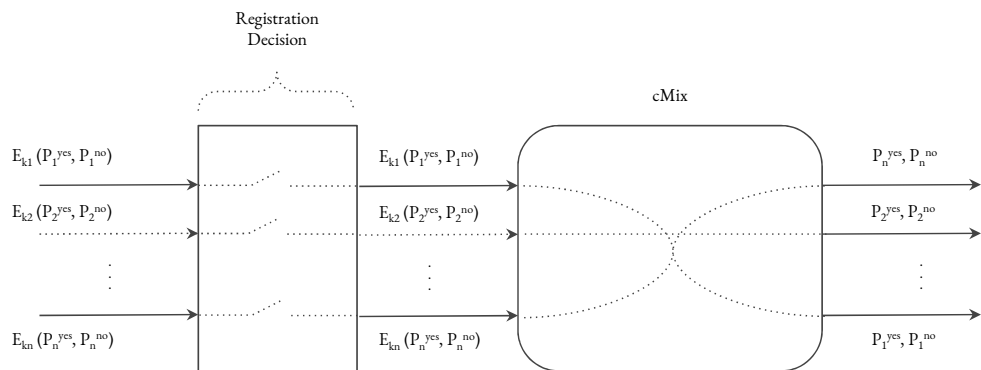 Registration
Decision
cMix
E_k1 (P_1^yes, P_1^no)
E_k1 (P_1^yes, P_1^no)
P_n^yes, P_n^no
E_k2 (P_2^yes, P_2^no)
E_k2 (P_2^yes, P_2^no)
P_2^yes, P_2^no
E_kn (P_n^yes, P_n^no)
E_kn (P_n^yes, P_n^no)
P_1^yes, P_1^no